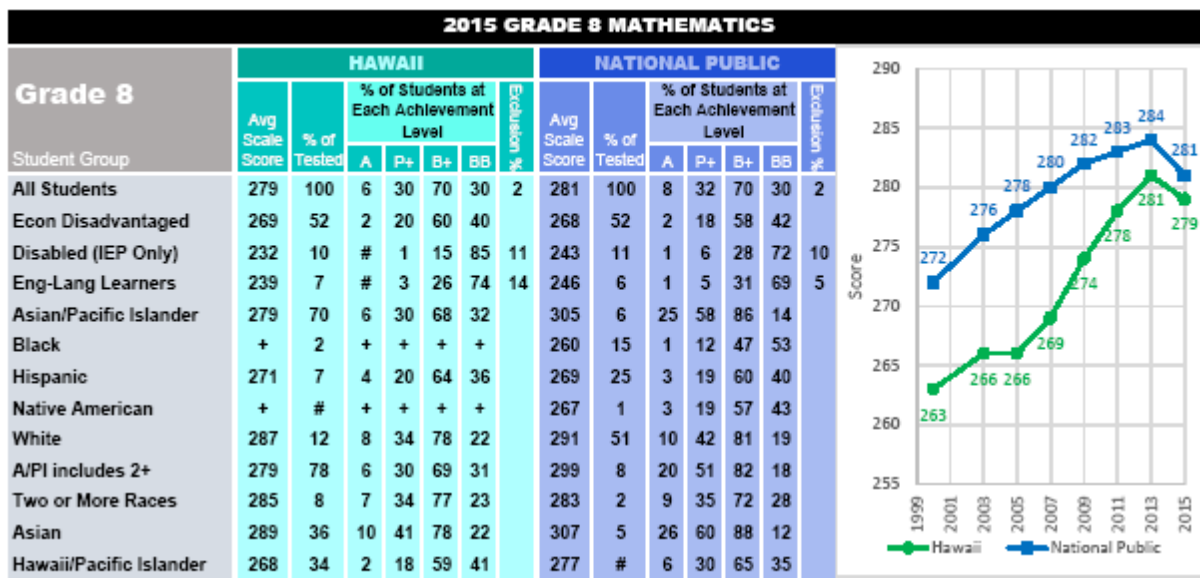 2015 GRADE 8 MATHEMATICS
HAWAII NATIONAL PUBLIC
Grade 8
Student Group
Avg Scale Score % of Tested % of Students at Each Achievement Level Exclusion % Avg Scale Score % of Tested % of Students at Each Achievement Level Exclusion %
A P+ B+ BB A P+ B+ BB
All Students 279 100 6 30 70 30 2 281 100 8 32 70 30 2
Econ Disadvantaged 269 52 2 20 60 40 268 52 2 18 58 42
Disabled (IEP Only) 232 10 # 1 15 85 11 243 11 1 6 28 72 10
Eng-Lang Learners 239 7 # 3 26 74 14 246 6 1 5 31 69 5
Asian/Pacific Islander 279 70 6 30 68 32 305 6 25 58 86 14
Black + 2 + + + + 260 15 1 12 47 53
Hispanic 271 7 4 20 64 36 269 25 3 19 60 40
Native American + # + + + + 267 1 3 19 57 43
White 287 12 8 34 78 22 291 51 10 42 81 19
A/PI includes 2+ 279 78 6 30 69 31 299 8 20 51 82 18
Two or More Races 285 8 7 34 77 23 283 2 9 35 72 28
Asian 289 36 10 41 78 22 307 5 26 60 88 12
Hawaii/Pacific Islander 268 34 2 18 59 41 277 # 6 30 65 35
Score
290
285
280
275
270
265
260
255
272 276 278 280 282 283 284 281
263 266 266 269 274 278 281 279
1999 2001 2003 2005 2007 2009 2011 2013 2015
Hawaii National Public